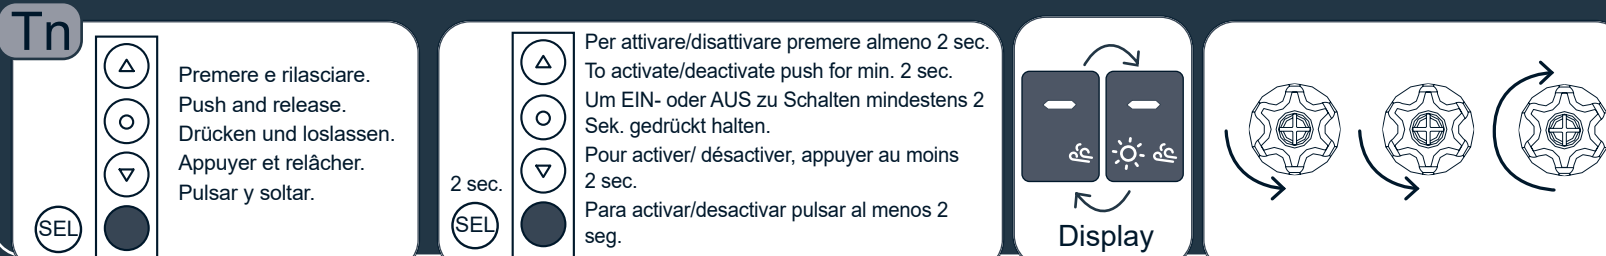 Tn
Premere e rilasciare.
Push and release.
Drücken und loslassen.
Appuyer et relâcher.
Pulsar y soltar.
SEL
Per attivare/disattivare premere almeno 2 sec.
To activate/deactivate push for min. 2 sec.
Um EIN- oder AUS zu Schalten mindestens 2
Sek. gedrückt halten.
Pour activer/ désactiver, appuyer au moins
2 sec.
Para activar/desactivar pulsar al menos 2
seg.
2 sec.
SEL
Display